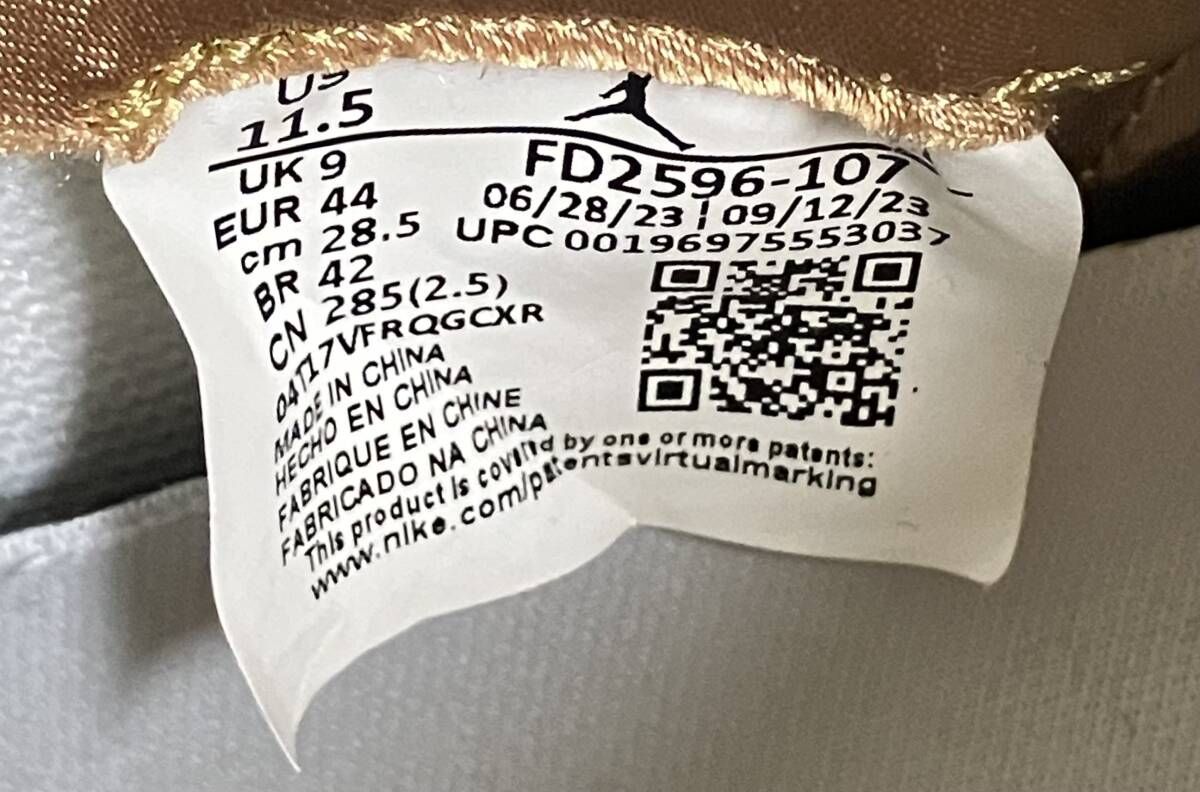 US
11.5
UK 9
EUR 44
cm 28.5
BR 42
CN 285(2.5)
04T17VFRQGCXR
MADE IN CHINA
HECHO EN CHINA
FABRIQUE EN CHINE
FABRICADO NA CHINA
FD2596-107
06/28/23 ¦ 09/12/23
UPC 00196975555303>
This product is covered by one or more patents:
www.nike.com/patentsvirtualmarking